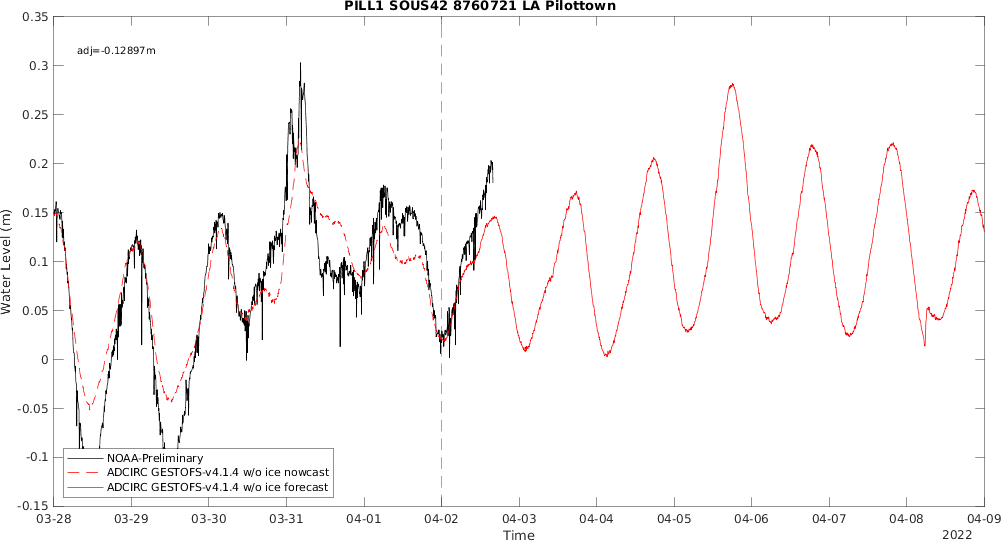 PILL1 SOUS42 8760721 LA Pilottown
adj=-0.12897m
Water Level (m)
0.35
0.3
0.25
0.2
0.15
0.1
0.05
0
-0.05
-0.1
-0.15
NOAA-Preliminary
ADCIRC GESTOFS-v4.1.4 w/o ice nowcast
ADCIRC GESTOFS-v4.1.4 w/o ice forecast
03-28 03-29 03-30 03-31 04-01 04-02 04-03 04-04 04-05 04-06 04-07 04-08 04-09
Time
2022